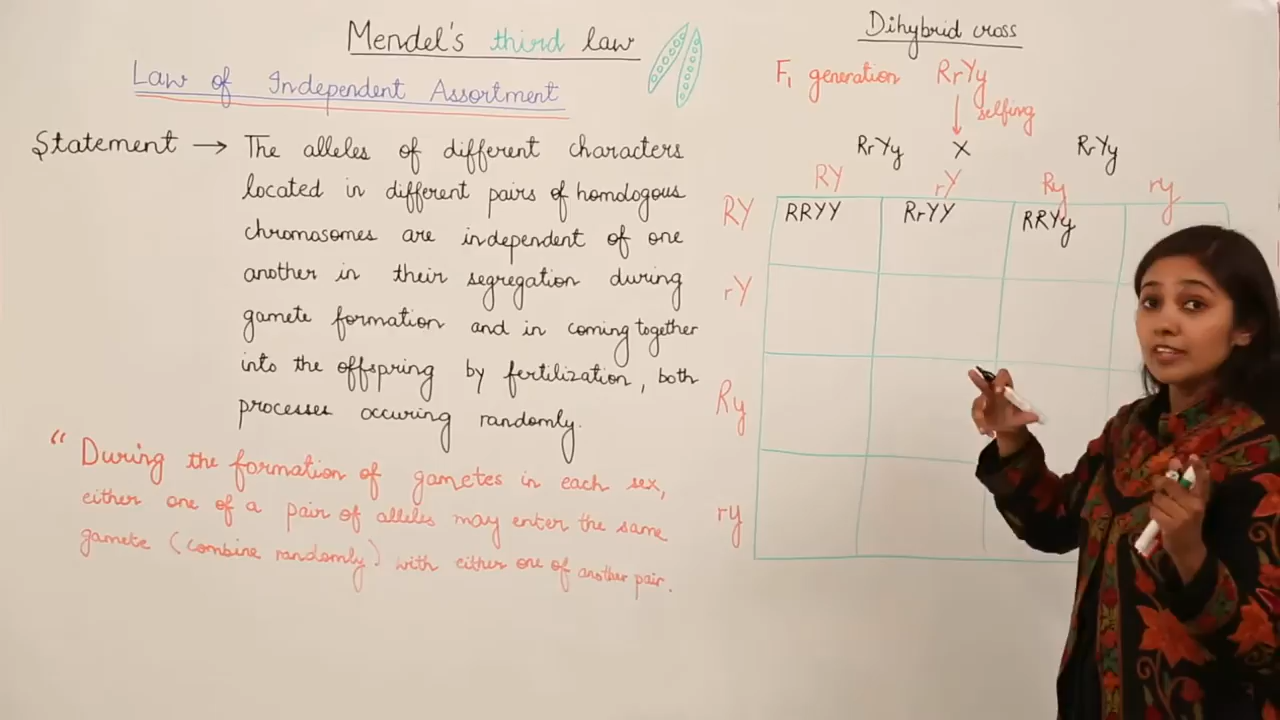 Mendel's third law
Law of Independent Assortment
Statement → The alleles of different characters
located in different pairs of homologous
chromosomes are independent of one
another in their segregation during
gamete formation and in coming together
into the offspring by fertilization, both
processes occuring randomly.
“ During the formation of gametes in each sex,
either one of a pair of alleles may enter the same
gamete (combine randomly) with either one of another pair.
Dihybrid cross
F1 generation RrYy
selfing
RrYy X RrYy
RY rY Ry ry
RY RRYY RrYY RRYy
rY
Ry
ry